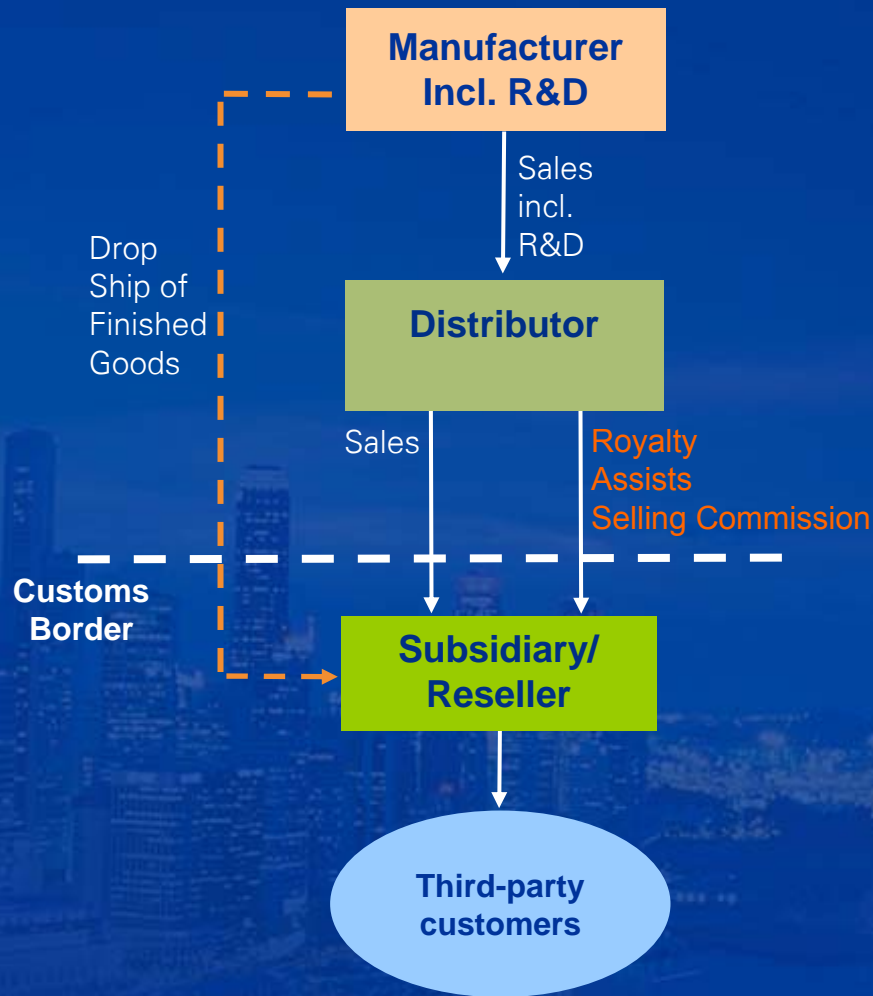 Manufacturer
Incl. R&D
Sales
incl.
R&D
Drop
Ship of
Finished
Goods
Distributor
Sales
Royalty
Assists
Selling Commission
Customs
Border
Subsidiary/
Reseller
Third-party
customers